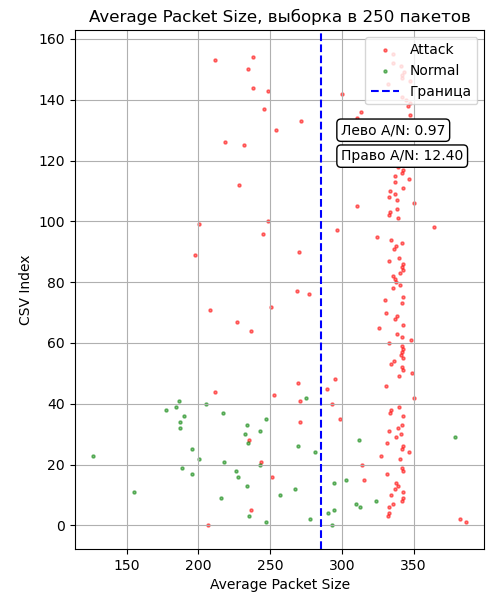 Average Packet Size, выборка в 250 пакетов
Attack
Normal
Граница
Лево A/N: 0.97
Право A/N: 12.40
160
140
120
100
80
60
40
20
0
CSV Index
150
200
250
300
350
Average Packet Size